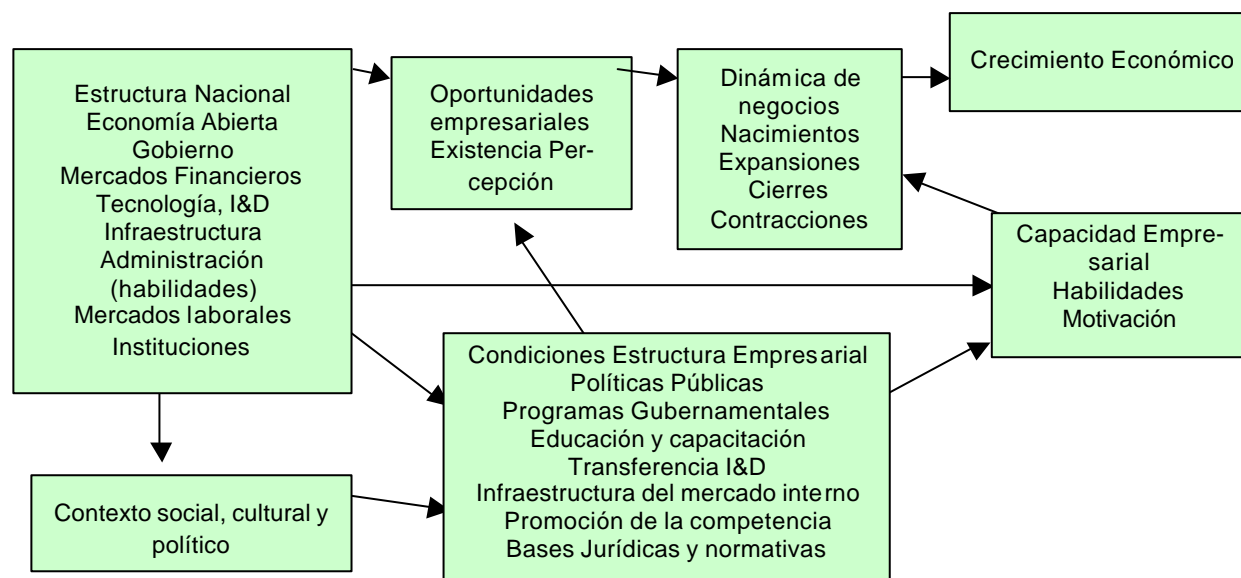 Estructura Nacional
Economía Abierta
Gobierno
Mercados Financieros
Tecnología, I&D
Infraestructura
Administración
(habilidades)
Mercados laborales
Instituciones
Oportunidades
empresariales
Existencia Per-
cepción
Dinámica de
negocios
Nacimientos
Expansiones
Cierres
Contracciones
Crecimiento Económico
Capacidad Empre-
sarial
Habilidades
Motivación
Condiciones Estructura Empresarial
Políticas Públicas
Programas Gubernamentales
Educación y capacitación
Transferencia I&D
Infraestructura del mercado interno
Promoción de la competencia
Bases Jurídicas y normativas
Contexto social, cultural y
político